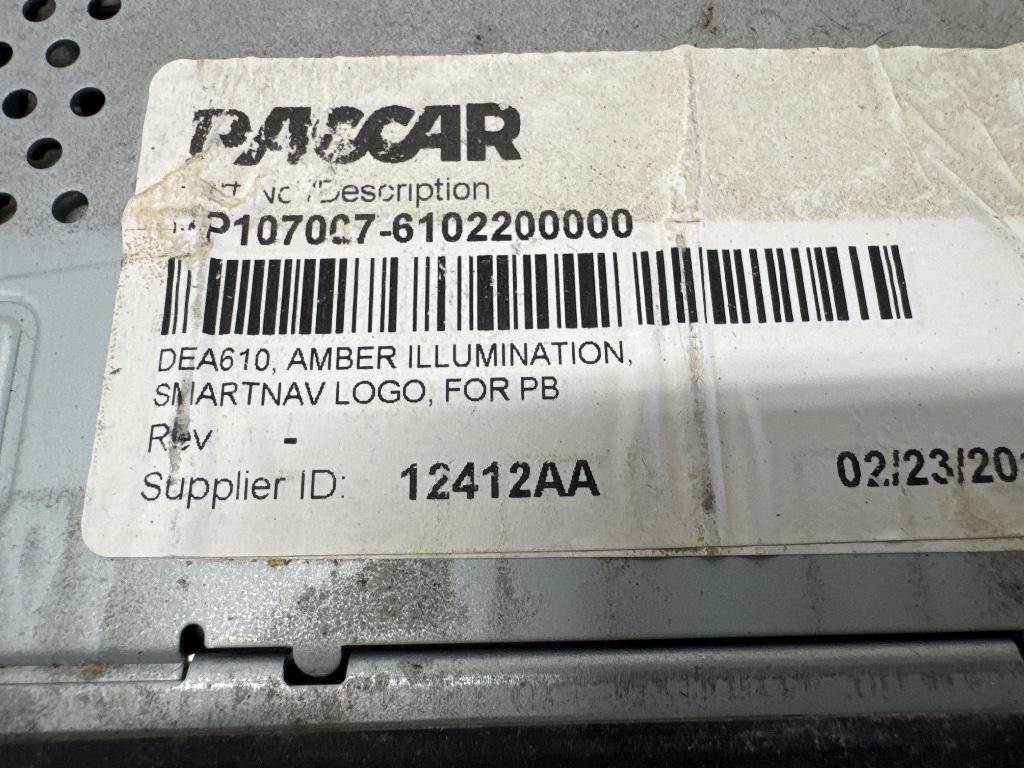 PACCAR
/Description
P107007-6102200000
DEA610, AMBER ILLUMINATION,
SMARTNAV LOGO, FOR PB
Rev -
Supplier ID: 12412AA
02/23/20